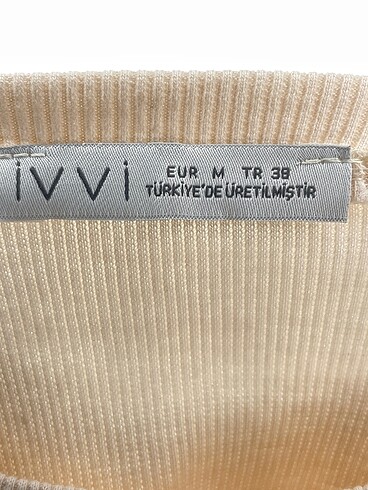 ivvi
EUR M TR 38
TÜRKİYE'DE ÜRETİLMİŞTİR